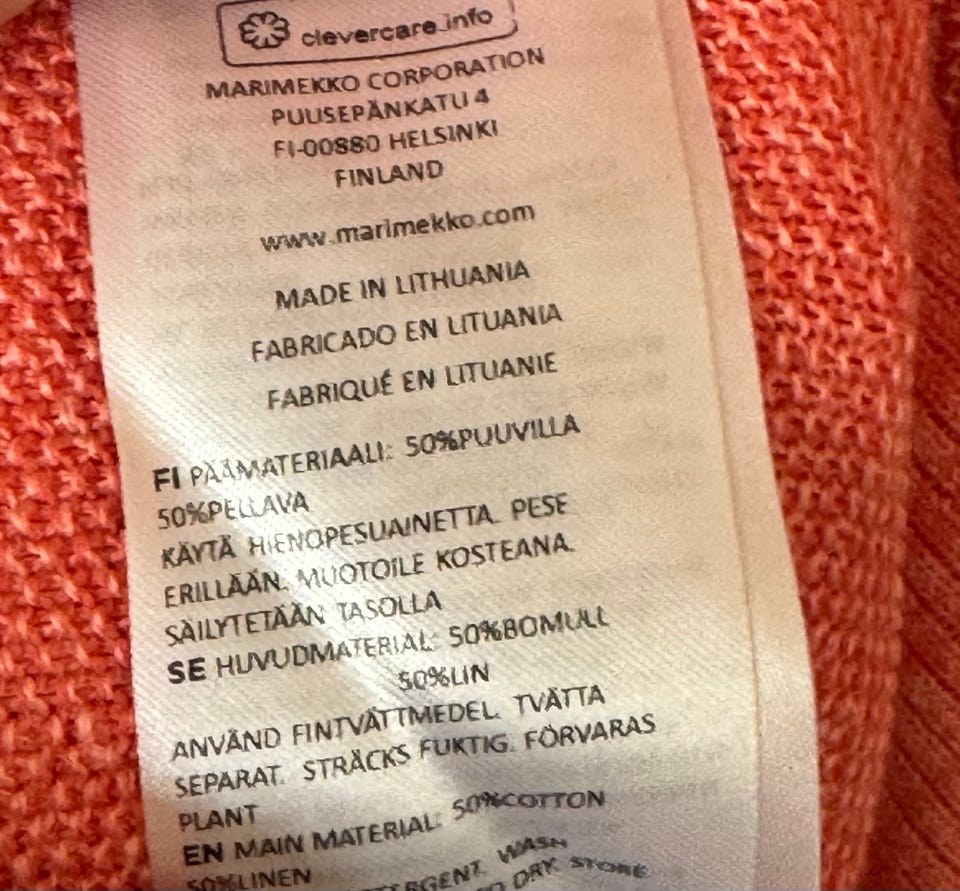 clevercare.info
MARIMEKKO CORPORATION
PUUSEPÄNKATU 4
FI-00880 HELSINKI
FINLAND
www.marimekko.com
MADE IN LITHUANIA
FABRICADO EN LITUANIA
FABRIQUÉ EN LITUANIE
FI PÄÄMATERIAALI: 50%PUUVILLA
50%PELLAVA
KÄYTÄ HIENOPESUAINETTA. PESE
ERILLÄÄN. MUOTOILE KOSTEANA.
SÄILYTETÄÄN TASOLLA
SE HUVUDMATERIAL: 50%BOMULL
50%LIN
ANVÄND FINTVÄTTMEDEL. TVÄTTA
SEPARAT. STRÄCKS FUKTIG. FÖRVARAS
PLANT
EN MAIN MATERIAL: 50%COTTON
50%LINEN
WASH
DRY. STORE